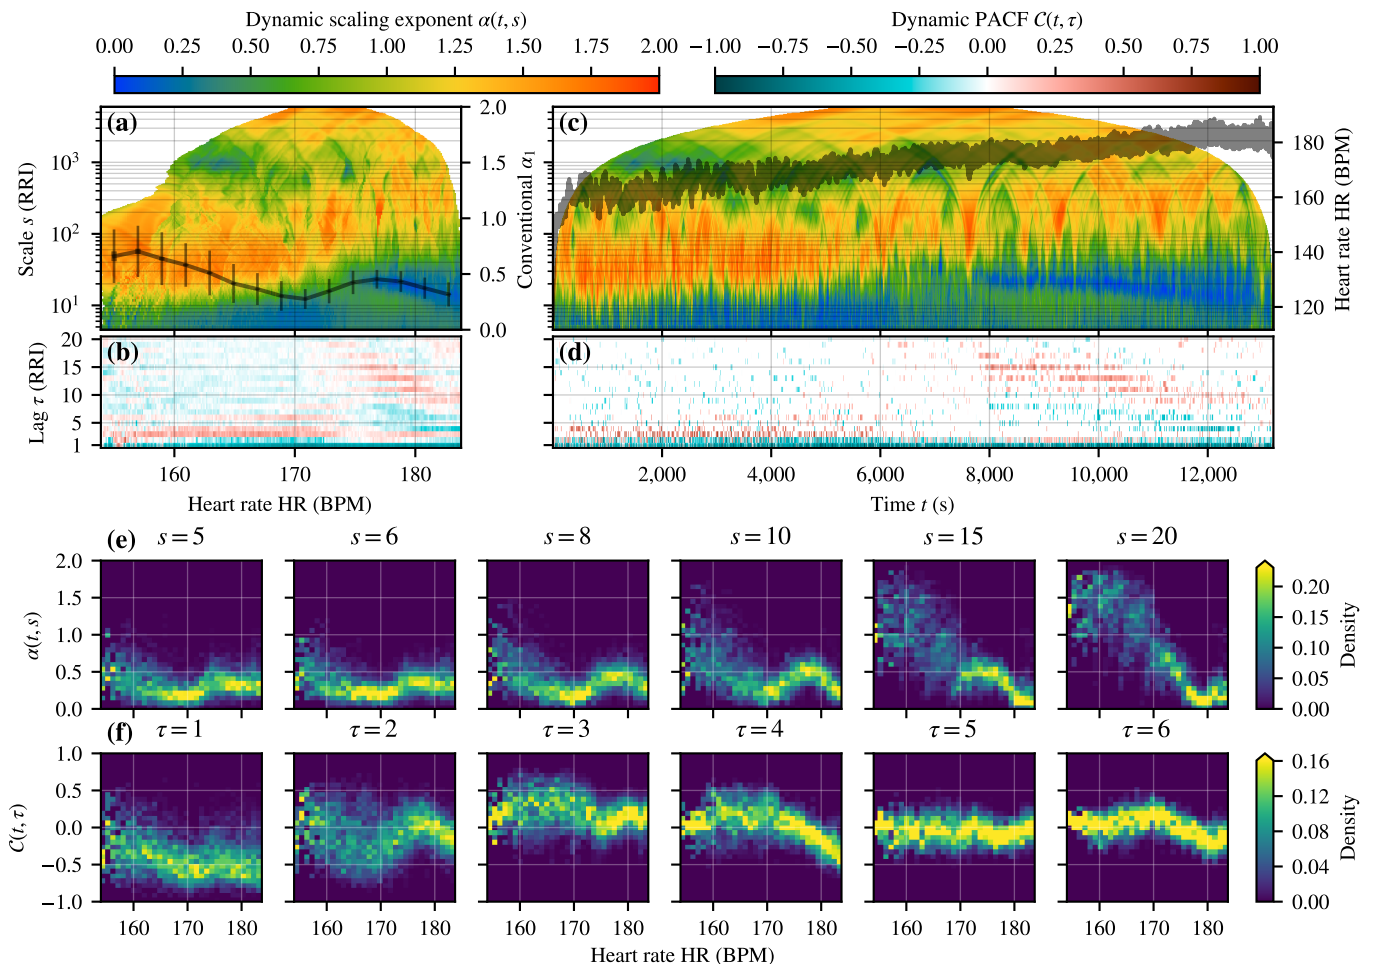 Dynamic scaling exponent α(t, s)
Dynamic PACF C(t, τ)
0.00 0.25 0.50 0.75 1.00 1.25 1.50 1.75 2.00
−1.00 −0.75 −0.50 −0.25 0.00 0.25 0.50 0.75 1.00
(a)
Scale s (RRI)
10³
10²
10¹
2.0
1.5
1.0
0.5
0.0
Conventional α₁
(c)
180
160
140
120
Heart rate HR (BPM)
(b)
Lag τ (RRI)
20
15
10
5
1
160 170 180
Heart rate HR (BPM)
(d)
2,000 4,000 6,000 8,000 10,000 12,000
Time t (s)
(e)
s = 5 s = 6 s = 8 s = 10 s = 15 s = 20
α(t, s)
2.0
1.5
1.0
0.5
0.0
0.20
0.15
0.10
0.05
0.00
Density
(f)
τ = 1 τ = 2 τ = 3 τ = 4 τ = 5 τ = 6
C(t, τ)
1.0
0.5
0.0
−0.5
−1.0
0.16
0.12
0.08
0.04
0.00
Density
160 170 180 160 170 180 160 170 180 160 170 180 160 170 180 160 170 180
Heart rate HR (BPM)